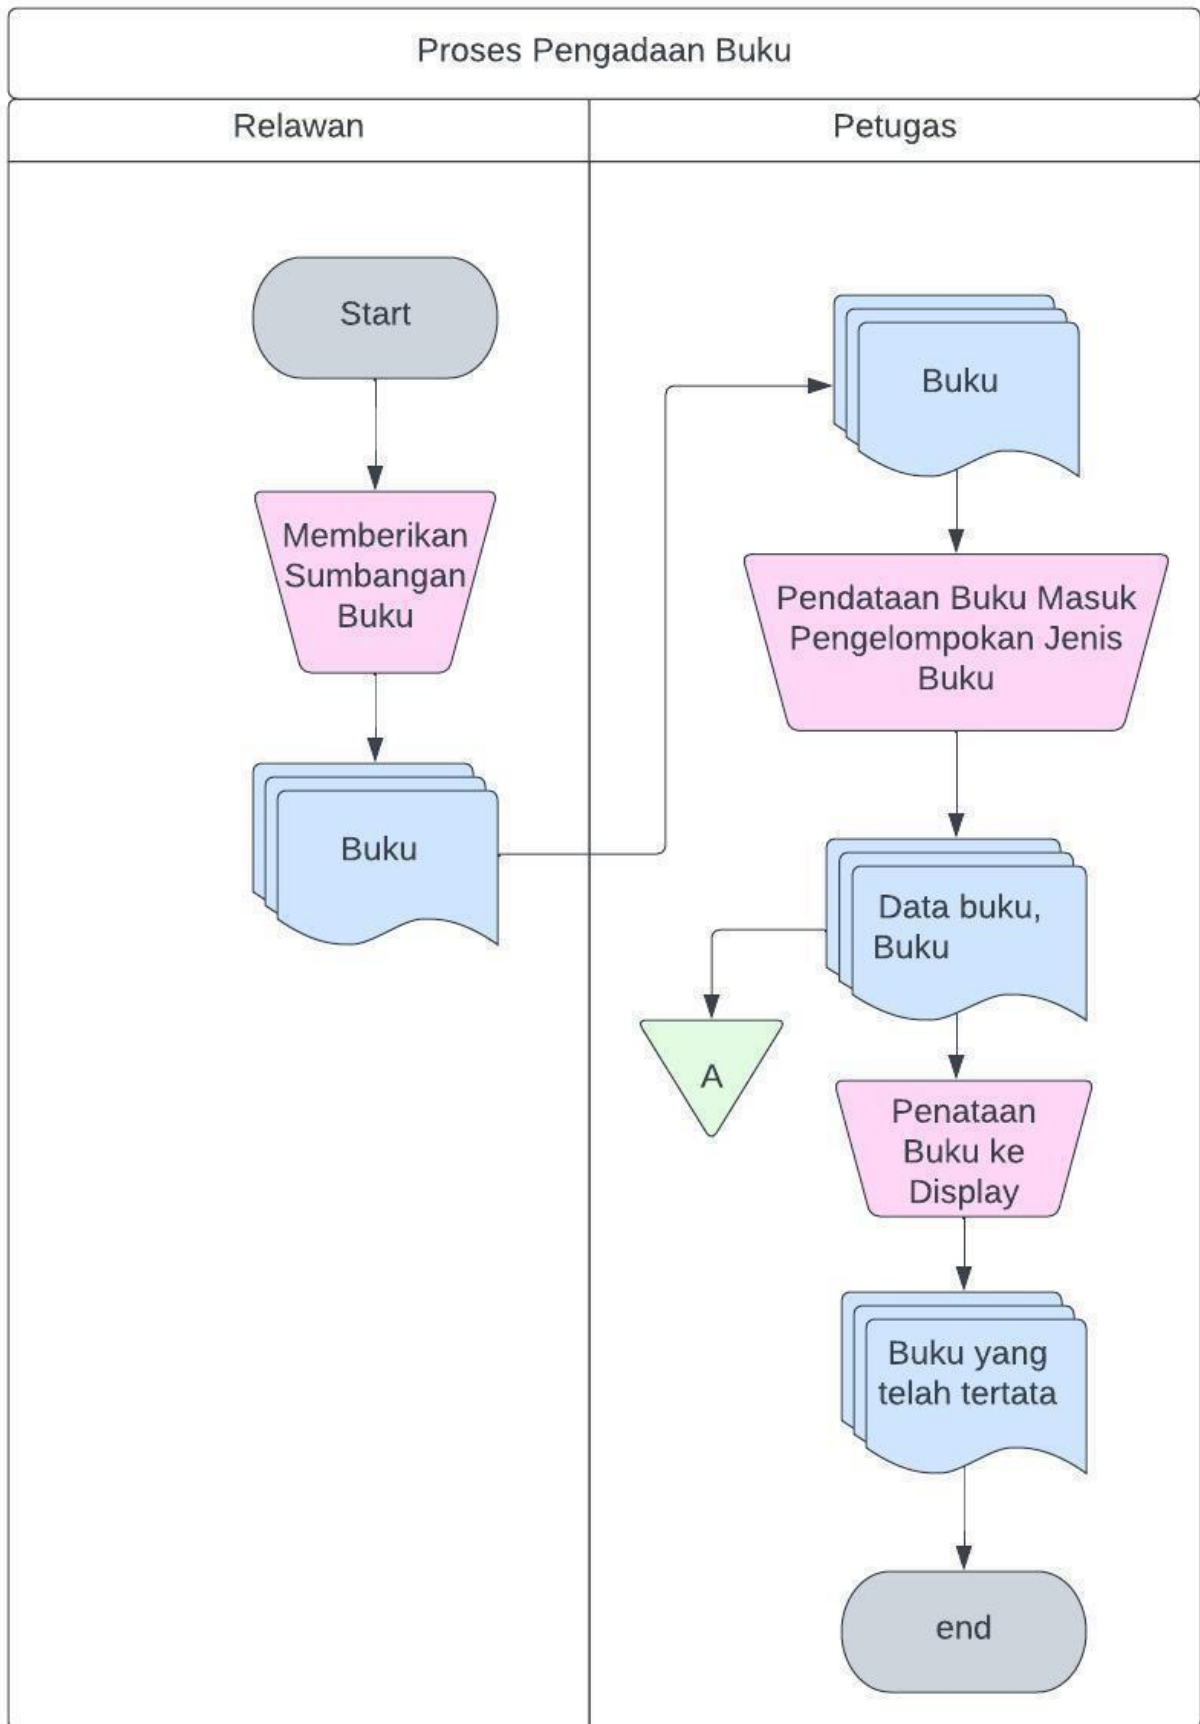 Proses Pengadaan Buku
Relawan
Petugas
Start
Memberikan
Sumbangan
Buku
Buku
Buku
Pendataan Buku Masuk
Pengelompokan Jenis
Buku
Data buku,
Buku
A
Penataan
Buku ke
Display
Buku yang
telah tertata
end